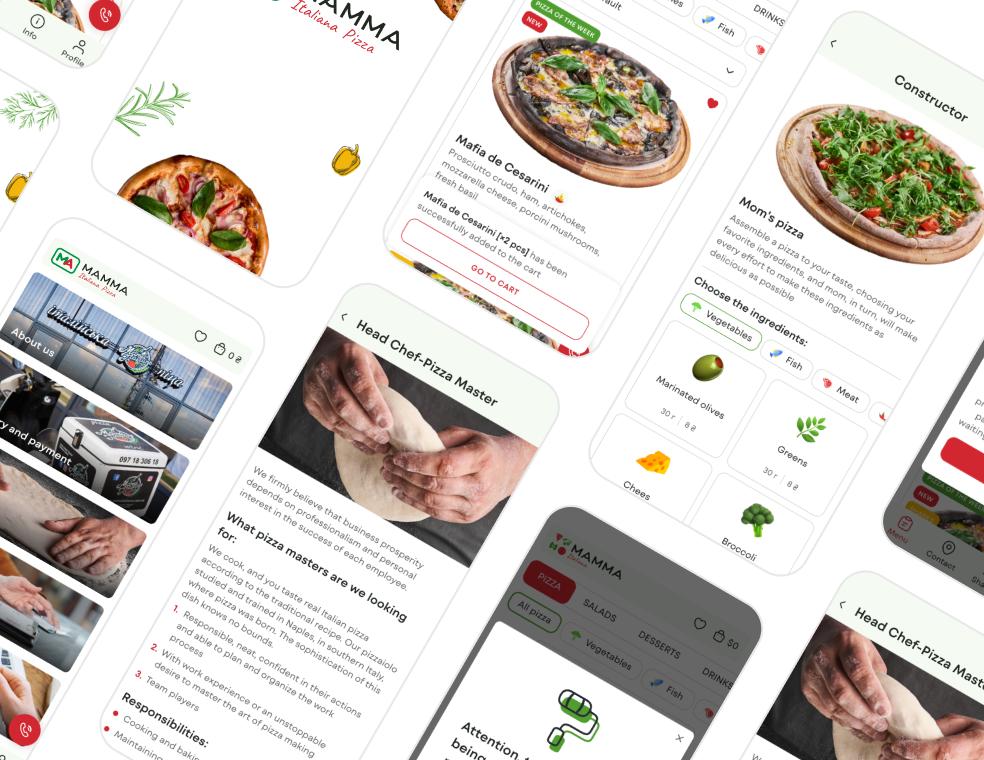 Info
Profile
MAMMA
Italiana Pizza
fault
Fish
DRINKS
PIZZA OF THE WEEK
NEW
Mafia de Cesarini
Prosciutto crudo, ham, artichokes,
mozzarella cheese, porcini mushrooms,
fresh basil
Mafia de Cesarini [×2 pcs] has been
successfully added to the cart
GO TO CART
Constructor
Mom's pizza
Assemble a pizza to your taste, choosing your
favorite ingredients, and mom, in turn, will make
every effort to make these ingredients as
delicious as possible
Choose the ingredients:
Vegetables
Fish
Meat
Marinated olives
30 г | 8 ₴
Greens
30 г | 8 ₴
Chees
Broccoli
MA
MAMMA
Italiana Pizza
0 ₴
About us
ry and payment
097 18 306 18
Head Chef-Pizza Master
We firmly believe that business prosperity
depends on professionalism and personal
interest in the success of each employee.
What pizza masters are we looking
for:
We cook, and you taste real Italian pizza
according to the traditional recipe. Our pizzaiolo
studied and trained in Naples, in southern Italy,
where pizza was born. The sophistication of this
dish knows no bounds.
1. Responsible, neat, confident in their actions
and able to plan and organize the work
process
2. With work experience or an unstoppable
desire to master the art of pizza making
3. Team players
Responsibilities:
Cooking and bakin
Maintainin
MAMMA
Italiana
$0
PIZZA
SALADS
DESSERTS
DRINKS
All pizza
Vegetables
Fish
Attention,
being
waiting
PIZZA OF THE WEEK
NEW
Menu
Contact
Sha
Head Chef-Pizza Maste